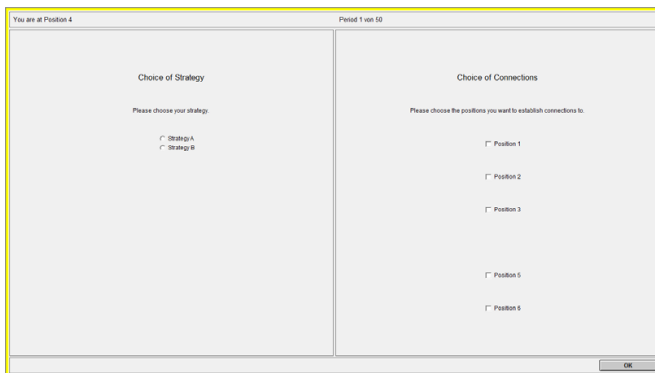 You are at Position 4
Period 1 von 50
Choice of Strategy
Please choose your strategy.
Strategy A
Strategy B
Choice of Connections
Please choose the positions you want to establish connections to.
Position 1
Position 2
Position 3
Position 5
Position 6
OK